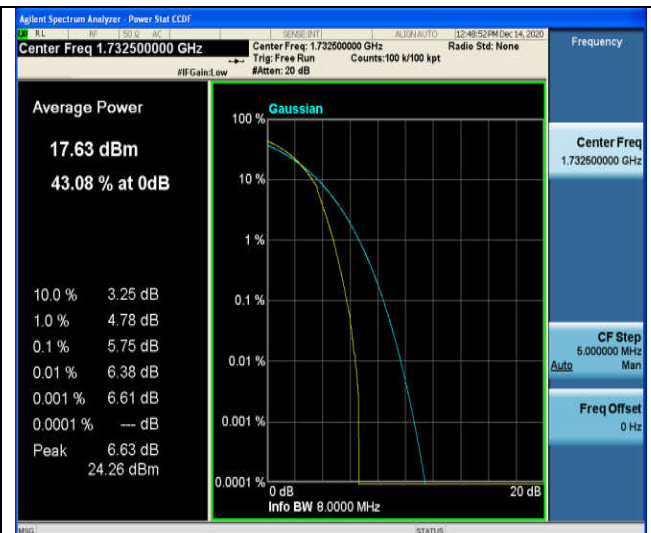 Agilent Spectrum Analyzer - Power Stat CCDF
RL RF 50 Ω AC SENSE:INT ALIGN AUTO 12:48:52 PM Dec 14, 2020
Center Freq 1.732500000 GHz
Center Freq: 1.732500000 GHz Radio Std: None
Trig: Free Run Counts:100 k/100 kpt
#IFGain:Low #Atten: 20 dB
Frequency
Average Power
17.63 dBm
43.08 % at 0dB
10.0 % 3.25 dB
1.0 % 4.78 dB
0.1 % 5.75 dB
0.01 % 6.38 dB
0.001 % 6.61 dB
0.0001 % --- dB
Peak 6.63 dB
24.26 dBm
Gaussian
100 %
10 %
1 %
0.1 %
0.01 %
0.001 %
0.0001 %
0 dB 20 dB
Info BW 8.0000 MHz
Center Freq
1.732500000 GHz
CF Step
5.000000 MHz
Auto Man
Freq Offset
0 Hz
MSG STATUS